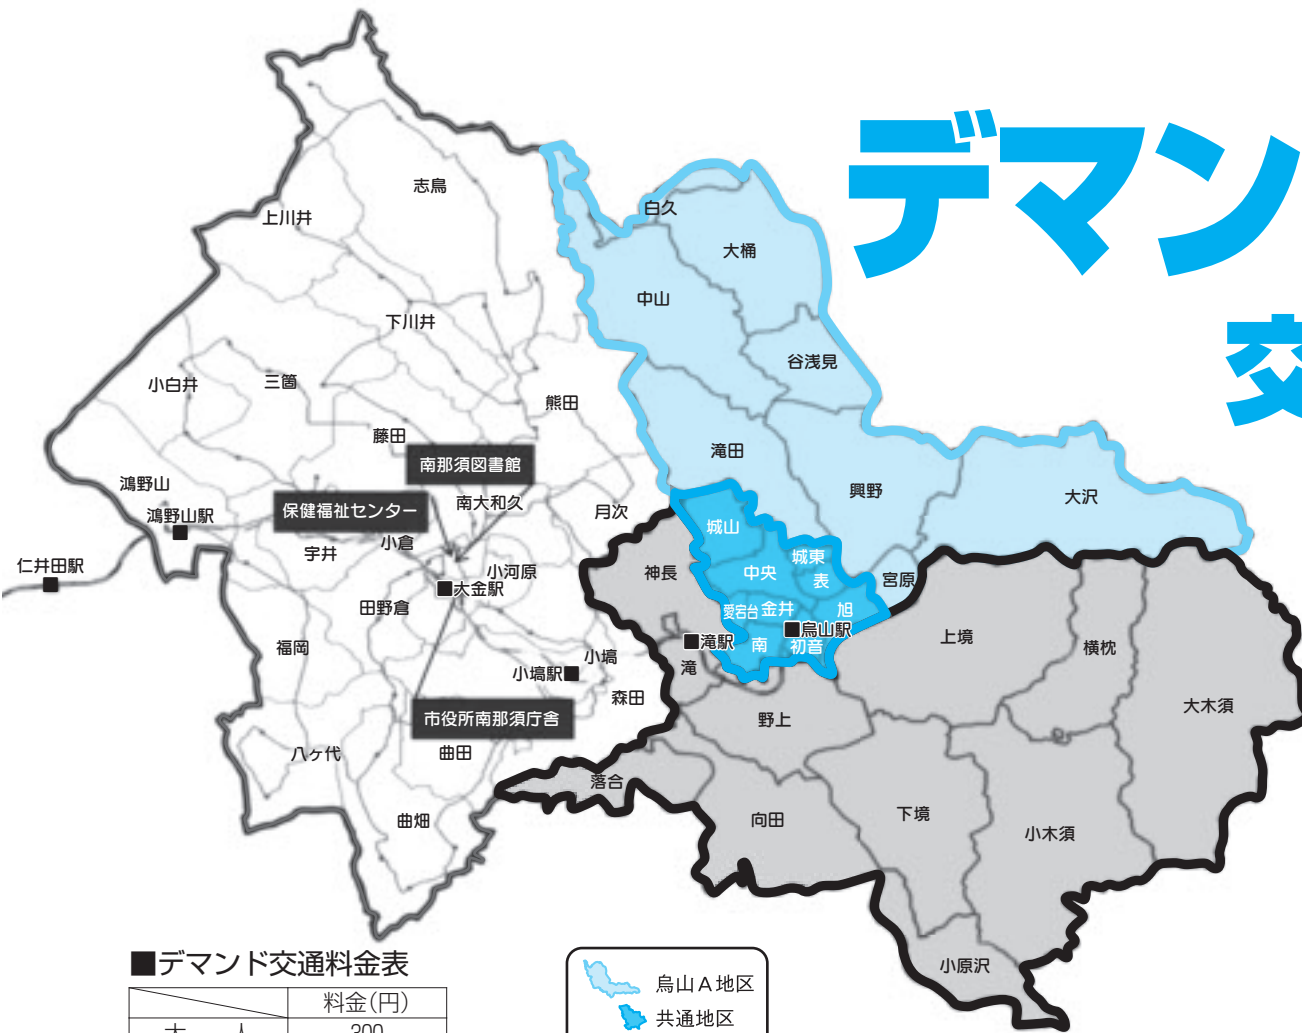 デマン
交
志鳥
上川井
白久
大桶
中山
下川井
谷浅見
小白井
三箇
熊田
藤田
滝田
南那須図書館
興野
大沢
鴻野山
南大和久
保健福祉センター
月次
鴻野山駅
城山
宇井
小倉
城東
仁井田駅
神長
中央
表
宮原
小河原
■大金駅
田野倉
愛宕台
金井
旭
■烏山駅
上境
横枕
福岡
■滝駅
南
初音
小塙
小塙駅■
滝
森田
大木須
市役所南那須庁舎
野上
曲田
八ヶ代
落合
曲畑
向田
下境
小木須
小原沢
■デマンド交通料金表
料金(円)
大 人 300
烏山A地区
共通地区